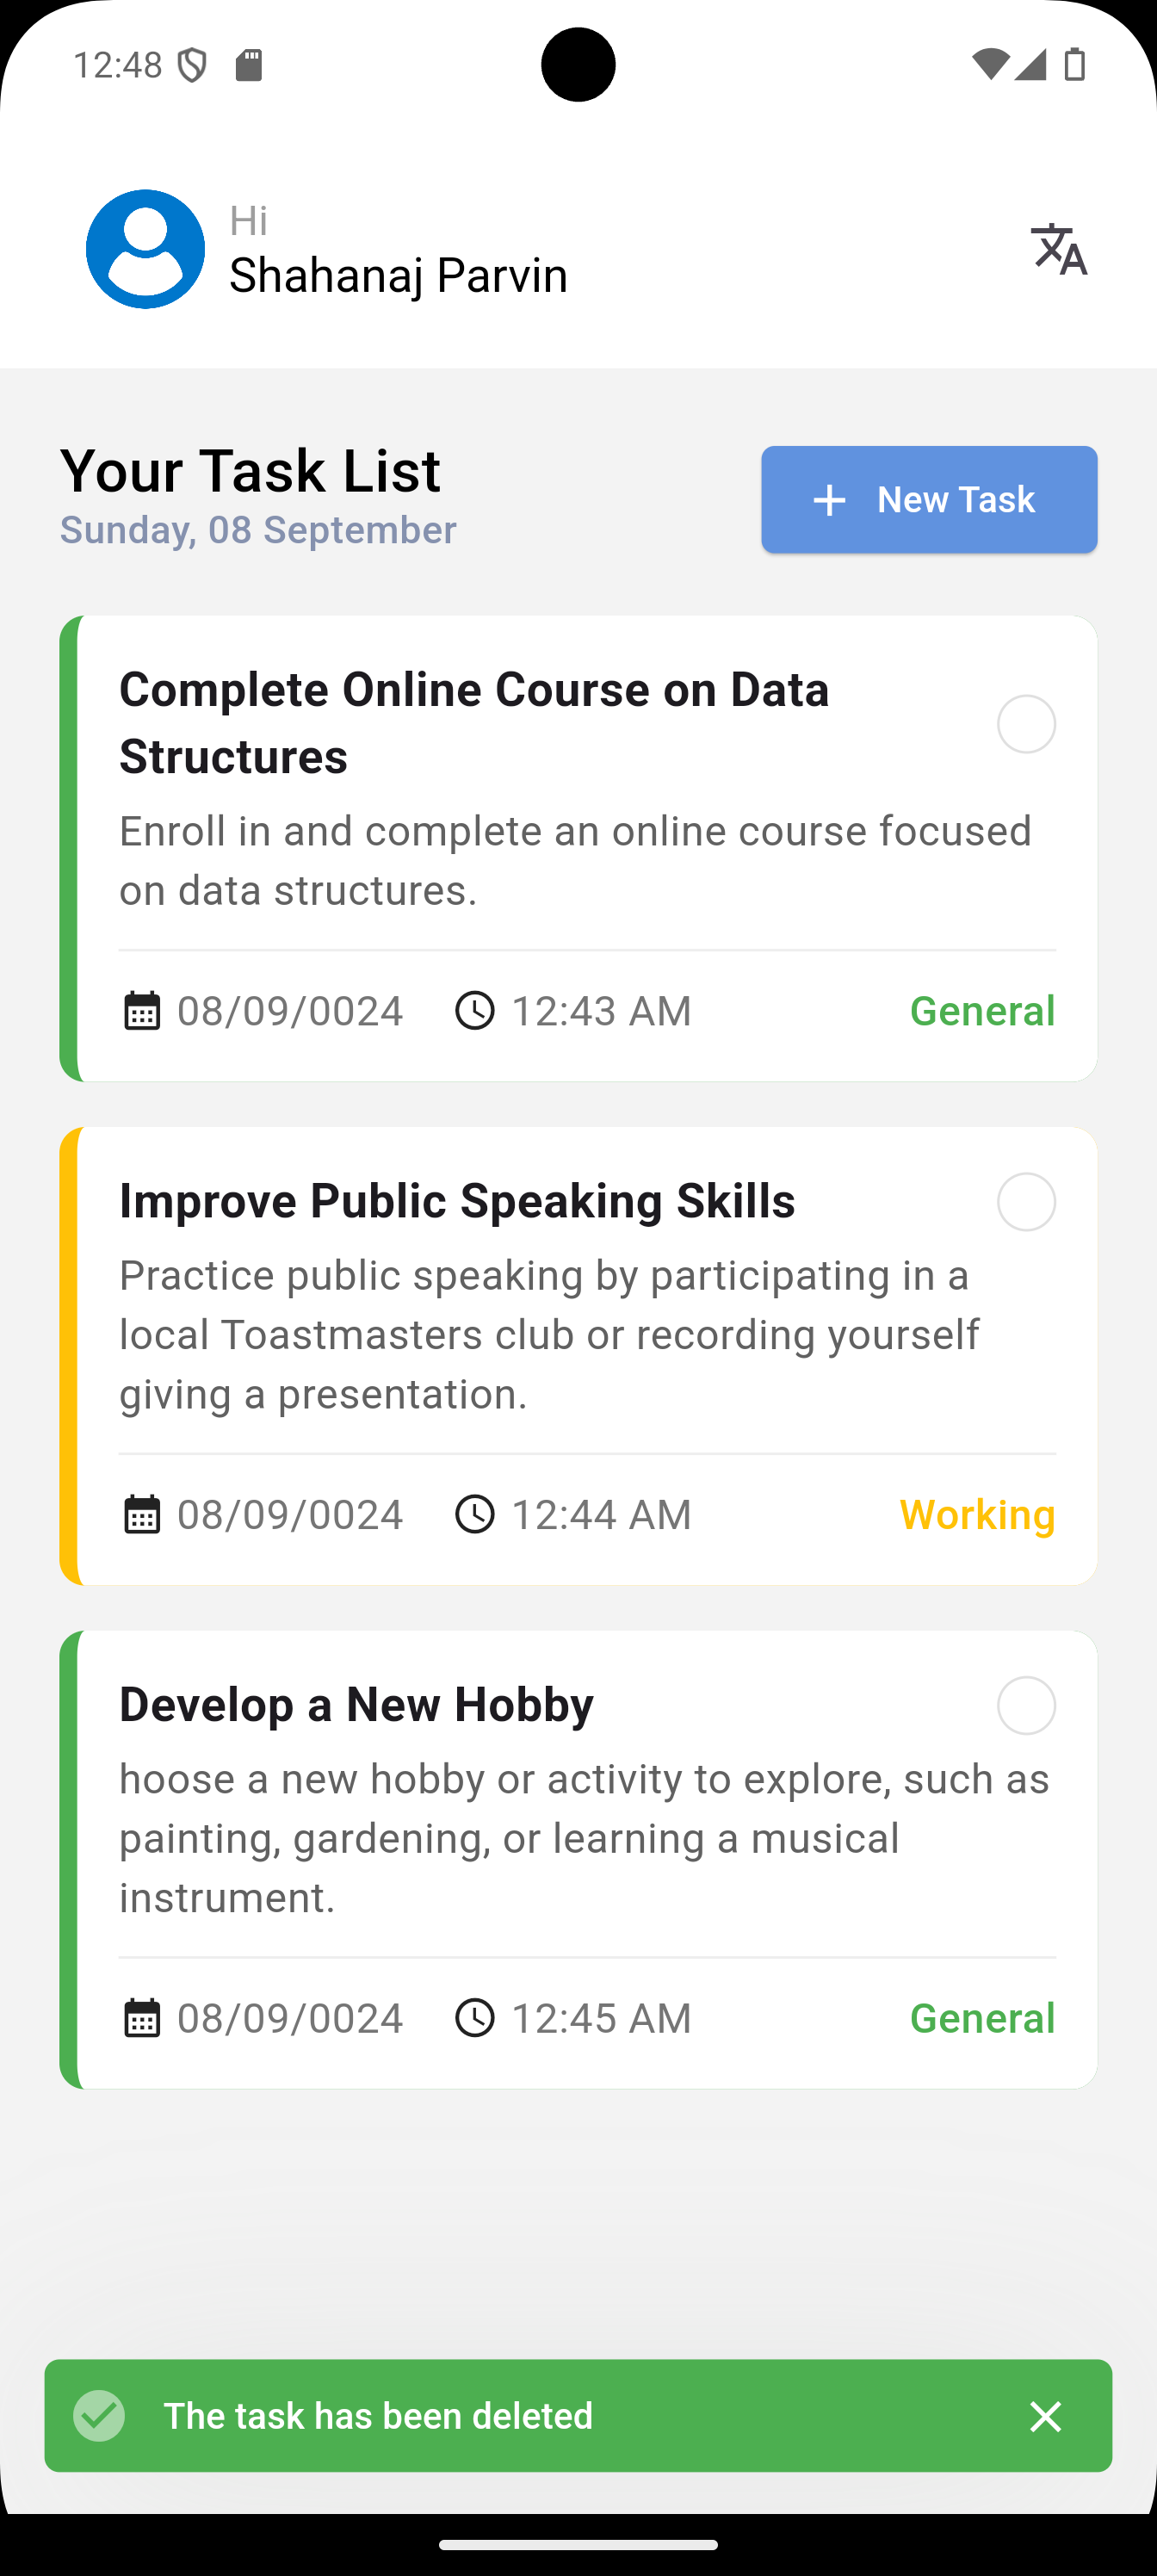 12:48
Hi
Shahanaj Parvin
Your Task List
Sunday, 08 September
New Task
Complete Online Course on Data
Structures
Enroll in and complete an online course focused
on data structures.
08/09/0024 12:43 AM General
Improve Public Speaking Skills
Practice public speaking by participating in a
local Toastmasters club or recording yourself
giving a presentation.
08/09/0024 12:44 AM Working
Develop a New Hobby
hoose a new hobby or activity to explore, such as
painting, gardening, or learning a musical
instrument.
08/09/0024 12:45 AM General
The task has been deleted